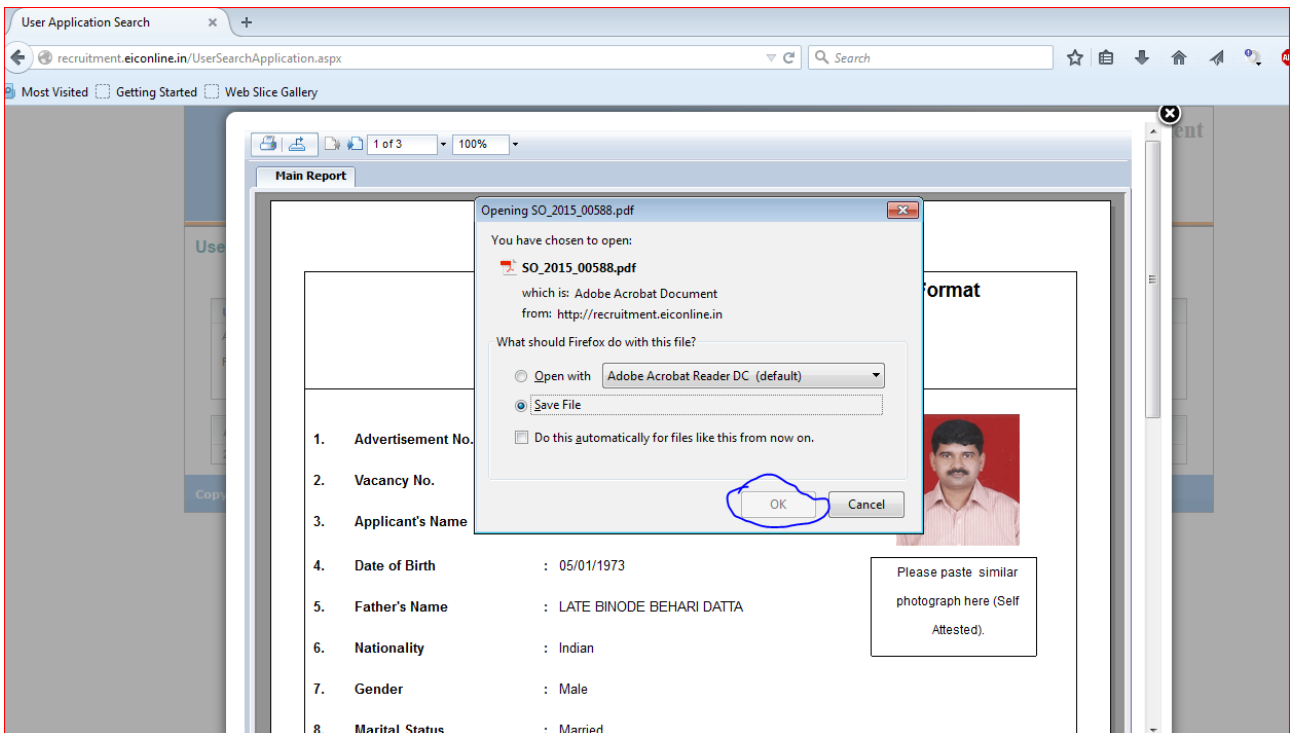 User Application Search
recruitment.eiconline.in/UserSearchApplication.aspx
Search
Most Visited Getting Started Web Slice Gallery
ent
1 of 3 100%
Main Report
Use
Opening SO_2015_00588.pdf
You have chosen to open:
SO_2015_00588.pdf
which is: Adobe Acrobat Document
from: http://recruitment.eiconline.in
What should Firefox do with this file?
Open with Adobe Acrobat Reader DC (default)
Save File
Do this automatically for files like this from now on.
OK Cancel
Format
1. Advertisement No.
2. Vacancy No.
3. Applicant's Name
4. Date of Birth : 05/01/1973
5. Father's Name : LATE BINODE BEHARI DATTA
6. Nationality : Indian
7. Gender : Male
8. Marital Status : Married
Please paste similar
photograph here (Self
Attested).
Copy